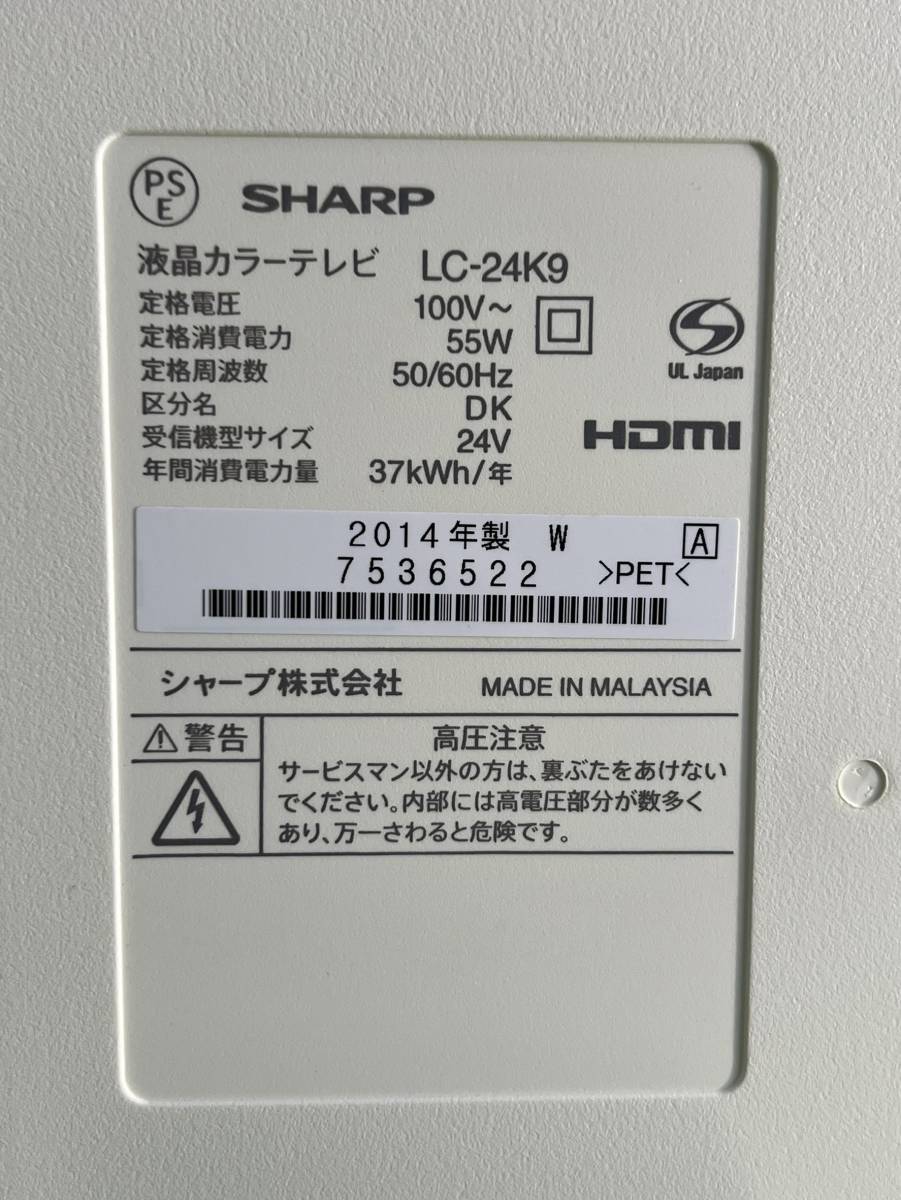 PS E
SHARP
液晶カラーテレビ LC-24K9
定格電圧 100V～
定格消費電力 55W
定格周波数 50/60Hz
区分名 DK
受信機型サイズ 24V
年間消費電力量 37kWh/年
UL Japan
HDMI
2014年製 W A
7536522 >PET<
シャープ株式会社 MADE IN MALAYSIA
⚠警告
高圧注意
サービスマン以外の方は、裏ぶたをあけない
でください。内部には高電圧部分が数多く
あり、万一さわると危険です。